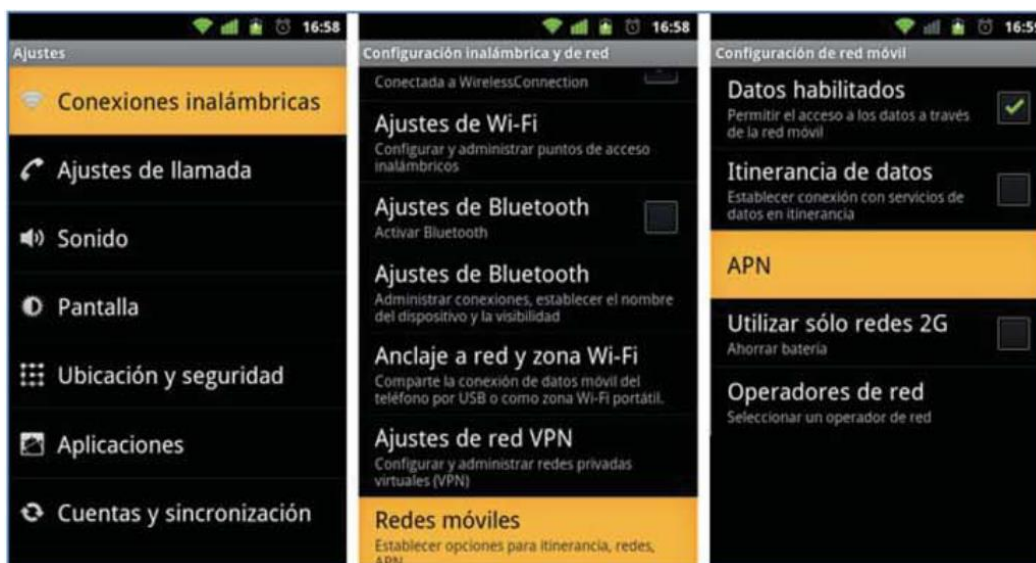 16:58
Ajustes
Conexiones inalámbricas
Ajustes de llamada
Sonido
Pantalla
Ubicación y seguridad
Aplicaciones
Cuentas y sincronización
16:58
Configuración inalámbrica y de red
Conectada a WirelessConnection
Ajustes de Wi-Fi
Configurar y administrar puntos de acceso
inalámbricos
Ajustes de Bluetooth
Activar Bluetooth
Ajustes de Bluetooth
Administrar conexiones, establecer el nombre
del dispositivo y la visibilidad
Anclaje a red y zona Wi-Fi
Comparte la conexión de datos móvil del
teléfono por USB o como zona Wi-Fi portátil.
Ajustes de red VPN
Configurar y administrar redes privadas
virtuales (VPN)
Redes móviles
Establecer opciones para itinerancia, redes,
APN
16:59
Configuración de red móvil
Datos habilitados
Permitir el acceso a los datos a través
de la red móvil
Itinerancia de datos
Establecer conexión con servicios de
datos en itinerancia
APN
Utilizar sólo redes 2G
Ahorrar batería
Operadores de red
Seleccionar un operador de red